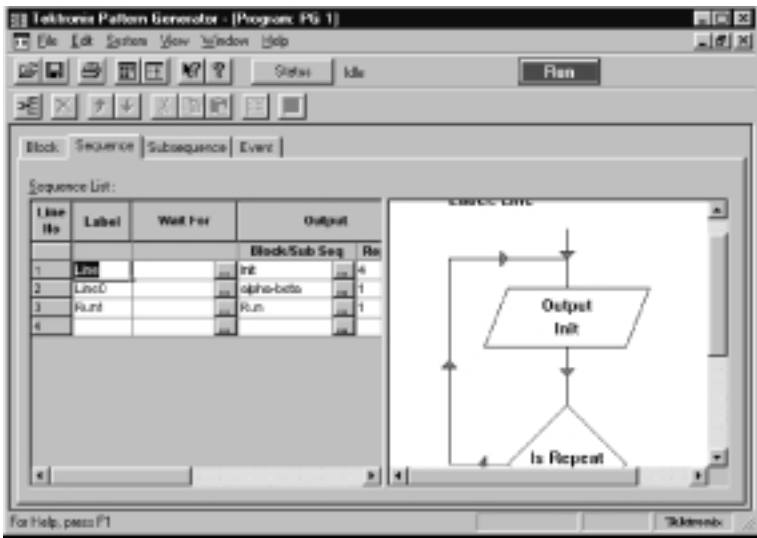 Tektronix Pattern Generator - [Program: PG 1]
File Edit System View Window Help
Status Idle Run
Block Sequence Subsequence Event
Sequence List:
Line No Label Wait For Output
Block/Sub Seq Re
1 Line Init 4
2 Line0 alpha-beta 1
3 Run 1
4
Output
Init
Is Repeat
For Help, press F1 Tektronix